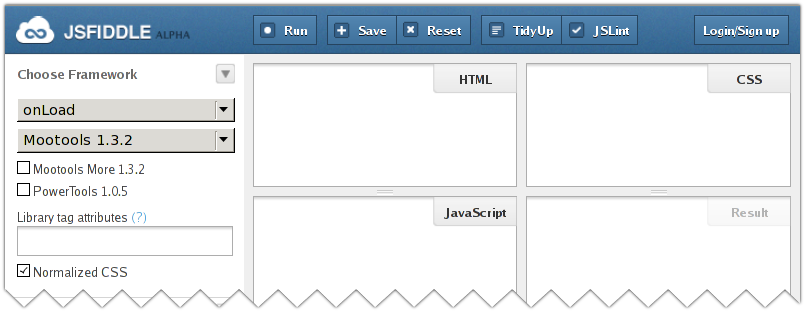 JSFIDDLE ALPHA
Run
Save
Reset
TidyUp
JSLint
Login/Sign up
Choose Framework
onLoad
Mootools 1.3.2
Mootools More 1.3.2
PowerTools 1.0.5
Library tag attributes (?)
Normalized CSS
HTML
CSS
JavaScript
Result